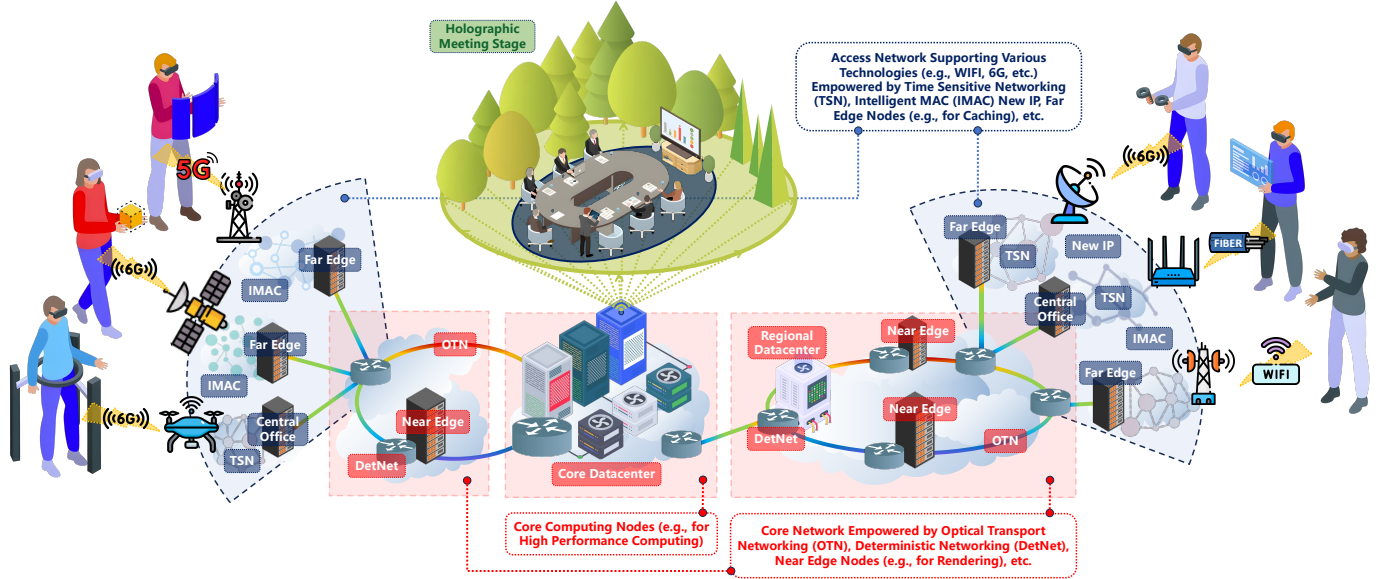 Holographic
Meeting Stage
Access Network Supporting Various
Technologies (e.g., WIFI, 6G, etc.)
Empowered by Time Sensitive Networking
(TSN), Intelligent MAC (IMAC) New IP, Far
Edge Nodes (e.g., for Caching), etc.
5G
((6G))
((6G))
((6G))
FIBER
WIFI
Far Edge
IMAC
Far Edge
IMAC
Central
Office
TSN
OTN
Near Edge
DetNet
Core Datacenter
Regional
Datacenter
Near Edge
Near Edge
DetNet
OTN
Far Edge
TSN
New IP
Central
Office
TSN
IMAC
Far Edge
Core Computing Nodes (e.g., for
High Performance Computing)
Core Network Empowered by Optical Transport
Networking (OTN), Deterministic Networking (DetNet),
Near Edge Nodes (e.g., for Rendering), etc.